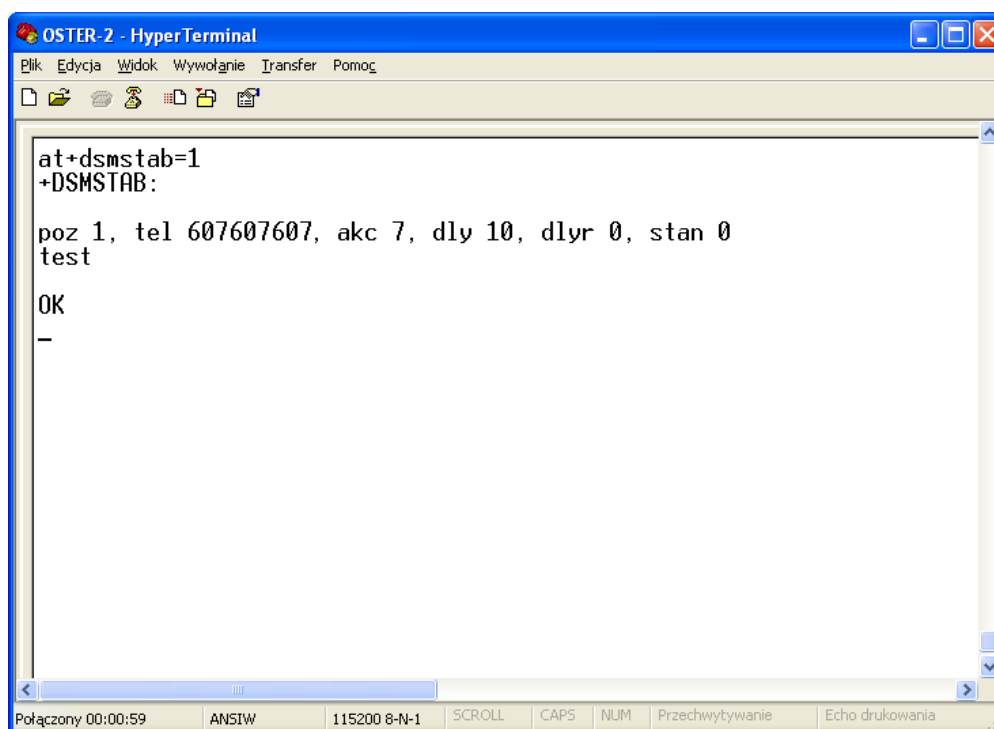 OSTER-2 - HyperTerminal
Plik Edycja Widok Wywołanie Transfer Pomoc
at+dsmstab=1
+DSMSTAB:
poz 1, tel 607607607, akc 7, dly 10, dlyr 0, stan 0
test
OK
Połączony 00:00:59 ANSIW 115200 8-N-1 SCROLL CAPS NUM Przechwytywanie Echo drukowania